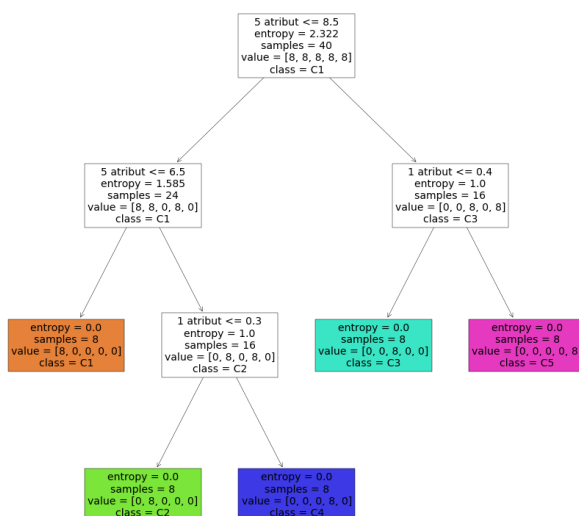 5 atribut <= 8.5
entropy = 2.322
samples = 40
value = [8, 8, 8, 8, 8]
class = C1
5 atribut <= 6.5
entropy = 1.585
samples = 24
value = [8, 8, 0, 8, 0]
class = C1
1 atribut <= 0.4
entropy = 1.0
samples = 16
value = [0, 0, 8, 0, 8]
class = C3
entropy = 0.0
samples = 8
value = [8, 0, 0, 0, 0]
class = C1
1 atribut <= 0.3
entropy = 1.0
samples = 16
value = [0, 8, 0, 8, 0]
class = C2
entropy = 0.0
samples = 8
value = [0, 0, 8, 0, 0]
class = C3
entropy = 0.0
samples = 8
value = [0, 0, 0, 0, 8
class = C5
entropy = 0.0
samples = 8
value = [0, 8, 0, 0, 0]
class = C2
entropy = 0.0
samples = 8
value = [0, 0, 0, 8, 0]
class = C4